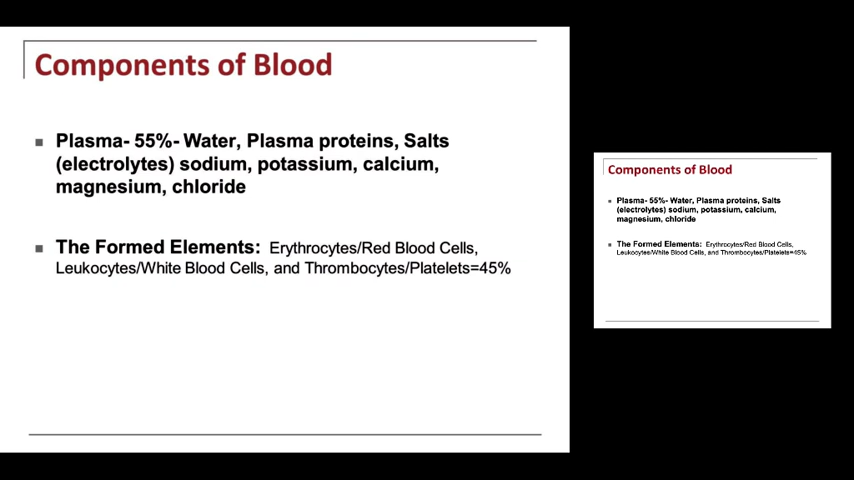 Components of Blood
Plasma- 55%- Water, Plasma proteins, Salts
(electrolytes) sodium, potassium, calcium,
magnesium, chloride
The Formed Elements: Erythrocytes/Red Blood Cells,
Leukocytes/White Blood Cells, and Thrombocytes/Platelets=45%
Components of Blood
Plasma- 55%- Water, Plasma proteins, Salts
(electrolytes) sodium, potassium, calcium,
magnesium, chloride
The Formed Elements: Erythrocytes/Red Blood Cells,
Leukocytes/White Blood Cells, and Thrombocytes/Platelets=45%